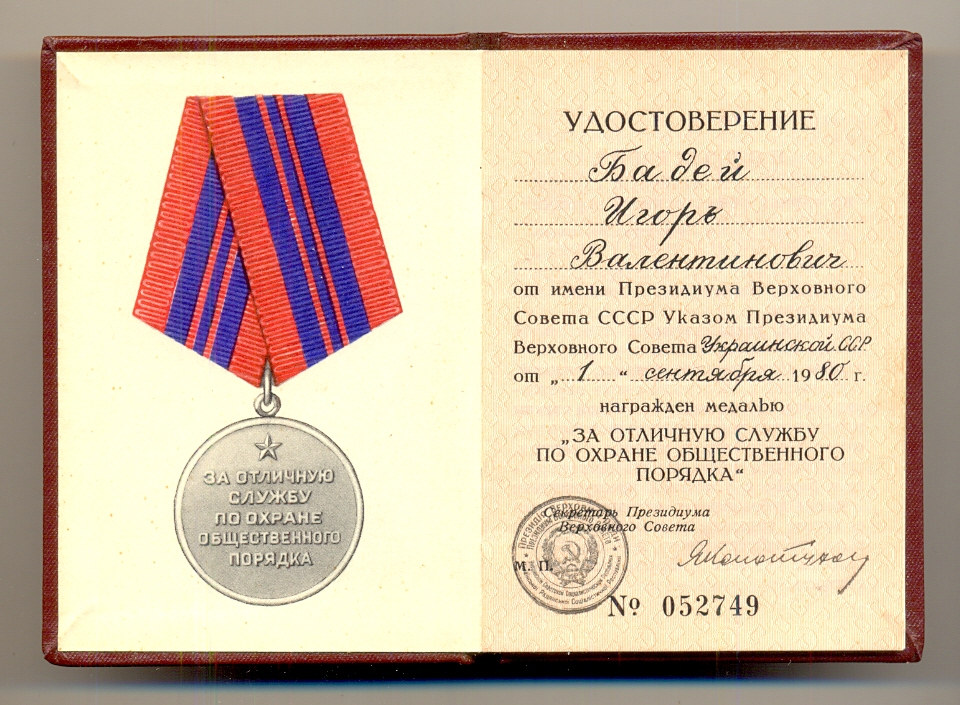 ЗА ОТЛИЧНУЮ
СЛУЖБУ
ПО ОХРАНЕ
ОБЩЕСТВЕННОГО
ПОРЯДКА
УДОСТОВЕРЕНИЕ
Бадей
Игорь
Валентинович
от имени Президиума Верховного
Совета СССР Указом Президиума
Верховного Совета Украинской ССР
от „1“ сентября 1980 г.
награжден медалью
„ЗА ОТЛИЧНУЮ СЛУЖБУ
ПО ОХРАНЕ ОБЩЕСТВЕННОГО
ПОРЯДКА“
Секретарь Президиума
Верховного Совета
М. П.
№ 052749